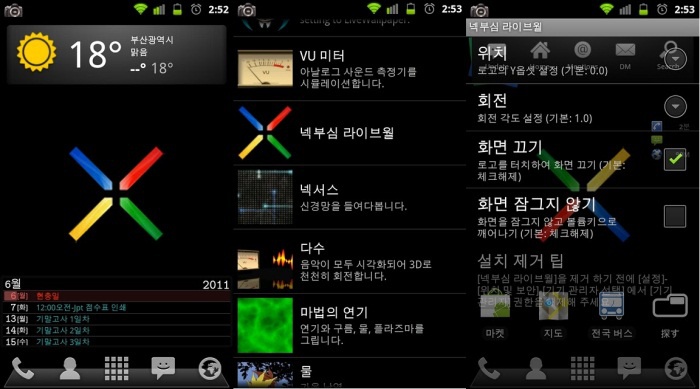 2:52
18°
부산광역시
맑음
--° 18°
6월 2011
6[월] 현충일
7[화] 12:00오전-jpt 점수표 인쇄
13[월] 기말고사 1일차
14[화] 기말고사 2일차
15[수] 기말고사 3일차
2:53
setting to LiveWallpaper.
VU 미터
아날로그 사운드 측정기를
시뮬레이션합니다.
VU
넥부심 라이브월
넥서스
신경망을 들여다봅니다.
다수
음악이 모두 시각화되어 3D로
천천히 회전합니다.
마법의 연기
연기와 구름, 물, 플라즈마를
그립니다.
물
2:53
넥부심 라이브월
위치
로고의 Y옵셋 설정 (기본: 0.0)
DM
회전
회전 각도 설정 (기본: 1.0)
화면 끄기
로고를 터치하여 화면 끄기 (기본:
체크해제)
화면 잠그지 않기
화면을 잠그지 않고 볼륨키으로
깨어나기 (기본: 체크해제)
설치 제거 팁
[넥부심 라이브월]을 제거 하기 전에 [설정]-
[위치 및 보안] [기기 관리자 선택] 에서 [기기
관리자] 권한을 해제해 주세요
마켓
지도
전국 버스
探す